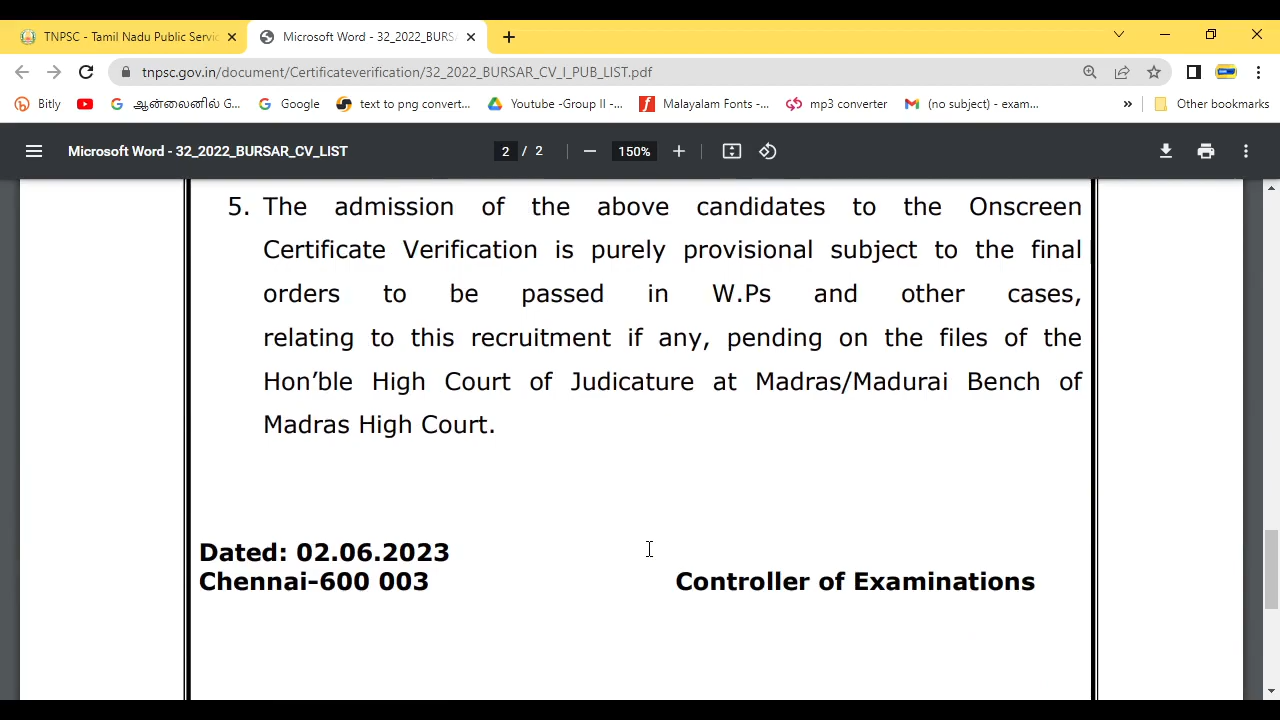 TNPSC - Tamil Nadu Public Servic
Microsoft Word - 32_2022_BURSA
tnpsc.gov.in/document/Certificateverification/32_2022_BURSAR_CV_I_PUB_LIST.pdf
Bitly
ஆன்லைனில் G...
Google
text to png convert...
Youtube -Group II -...
Malayalam Fonts -...
mp3 converter
(no subject) - exam...
»
Other bookmarks
Microsoft Word - 32_2022_BURSAR_CV_LIST
2 / 2
150%
5. The admission of the above candidates to the Onscreen
Certificate Verification is purely provisional subject to the final
orders to be passed in W.Ps and other cases,
relating to this recruitment if any, pending on the files of the
Hon’ble High Court of Judicature at Madras/Madurai Bench of
Madras High Court.
Dated: 02.06.2023
Chennai-600 003
Controller of Examinations